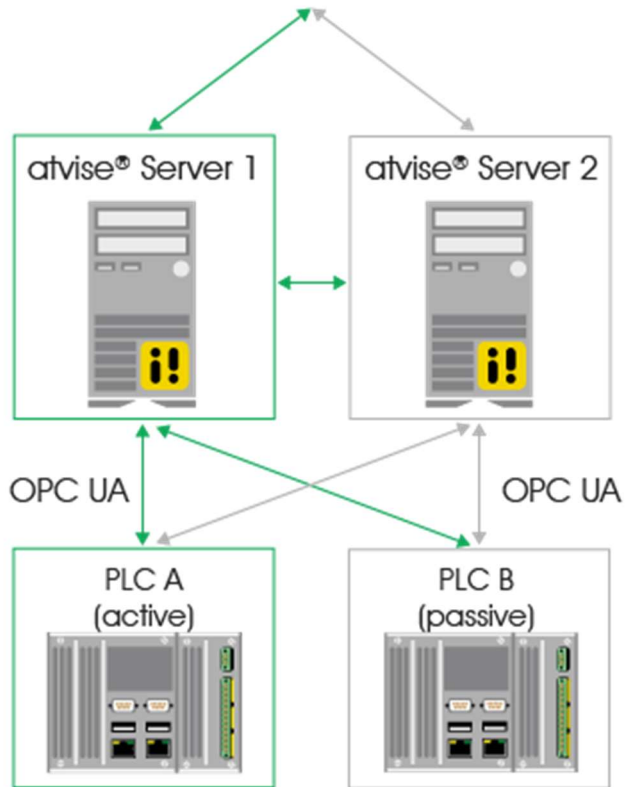 atvise® Server 1
atvise® Server 2
i!
i!
OPC UA
OPC UA
PLC A
(active)
PLC B
(passive)